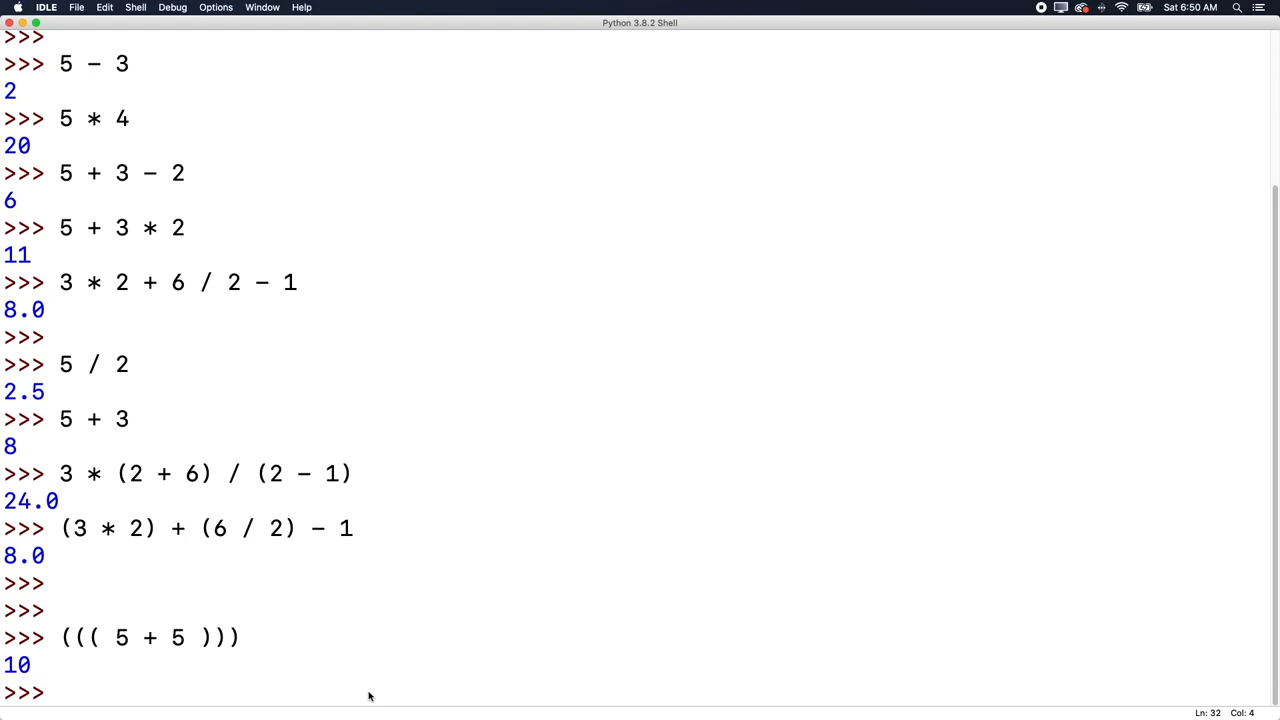 IDLE File Edit Shell Debug Options Window Help Sat 6:50 AM
Python 3.8.2 Shell
>>>
>>> 5 - 3
2
>>> 5 * 4
20
>>> 5 + 3 - 2
6
>>> 5 + 3 * 2
11
>>> 3 * 2 + 6 / 2 - 1
8.0
>>>
>>> 5 / 2
2.5
>>> 5 + 3
8
>>> 3 * (2 + 6) / (2 - 1)
24.0
>>> (3 * 2) + (6 / 2) - 1
8.0
>>>
>>>
>>> ((( 5 + 5 )))
10
>>>
Ln: 32 Col: 4